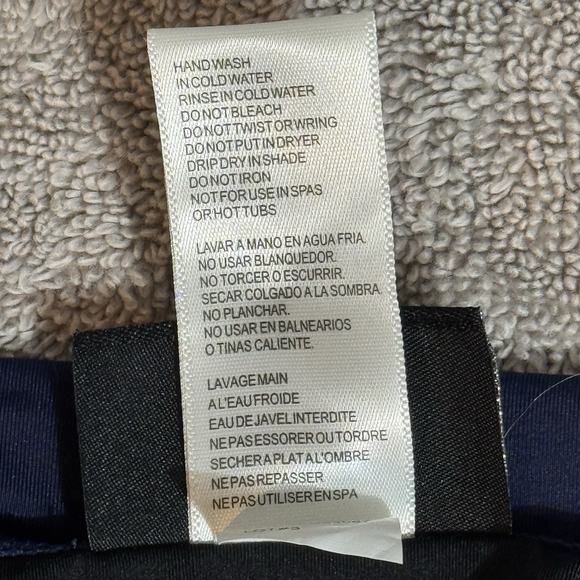 HAND WASH
IN COLD WATER
RINSE IN COLD WATER
DO NOT BLEACH
DO NOT TWIST OR WRING
DO NOT PUT IN DRYER
DRIP DRY IN SHADE
DO NOT IRON
NOT FOR USE IN SPAS
OR HOT TUBS
LAVAR A MANO EN AGUA FRIA.
NO USAR BLANQUEDOR.
NO TORCER O ESCURRIR.
SECAR COLGADO A LA SOMBRA
NO PLANCHAR.
NO USAR EN BALNEARIOS
O TINAS CALIENTE.
LAVAGE MAIN
A L'EAU FROIDE
EAU DE JAVEL INTERDITE
NE PAS ESSORER OU TORDRE
SECHER A PLAT A L'OMBRE
NE PAS REPASSER
NE PAS UTILISER EN SPA